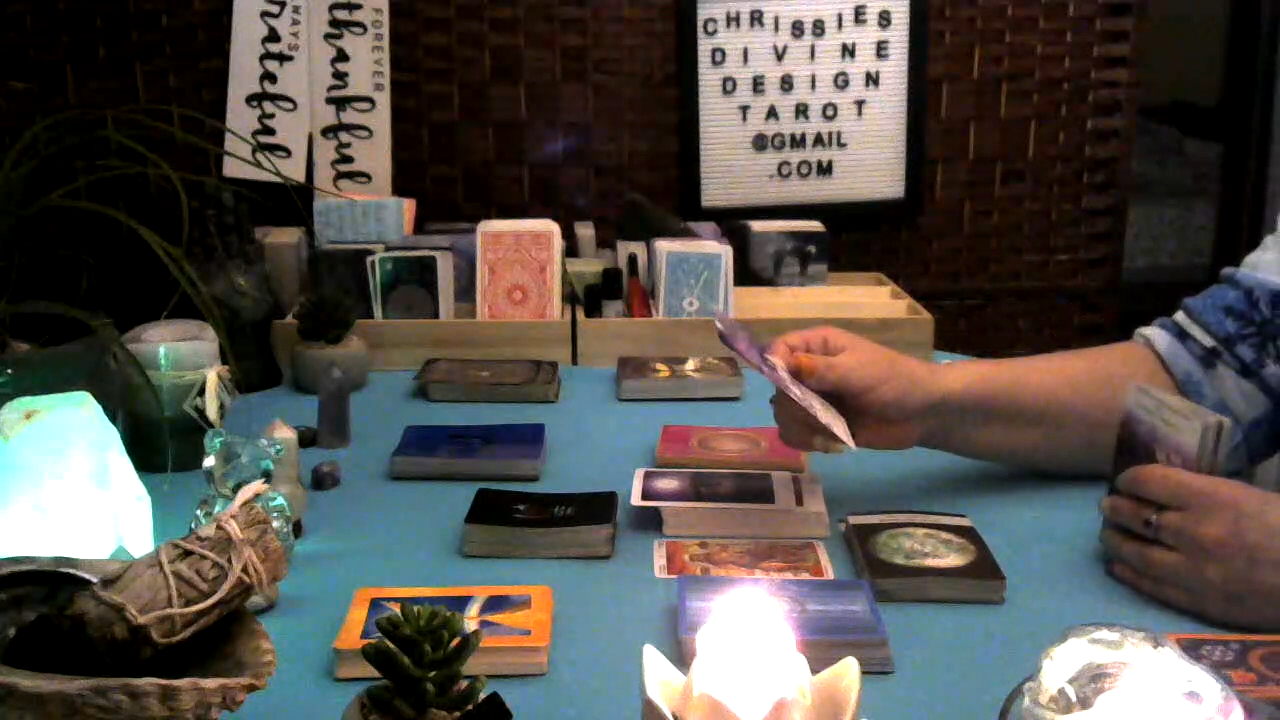 ALWAYS
grateful
FOREVER
thankful
CHRISSIES
DIVINE
DESIGN
TAROT
@GMAIL
.COM